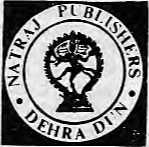 NATRAJ PUBLISHERS
• DEHRA DUN •